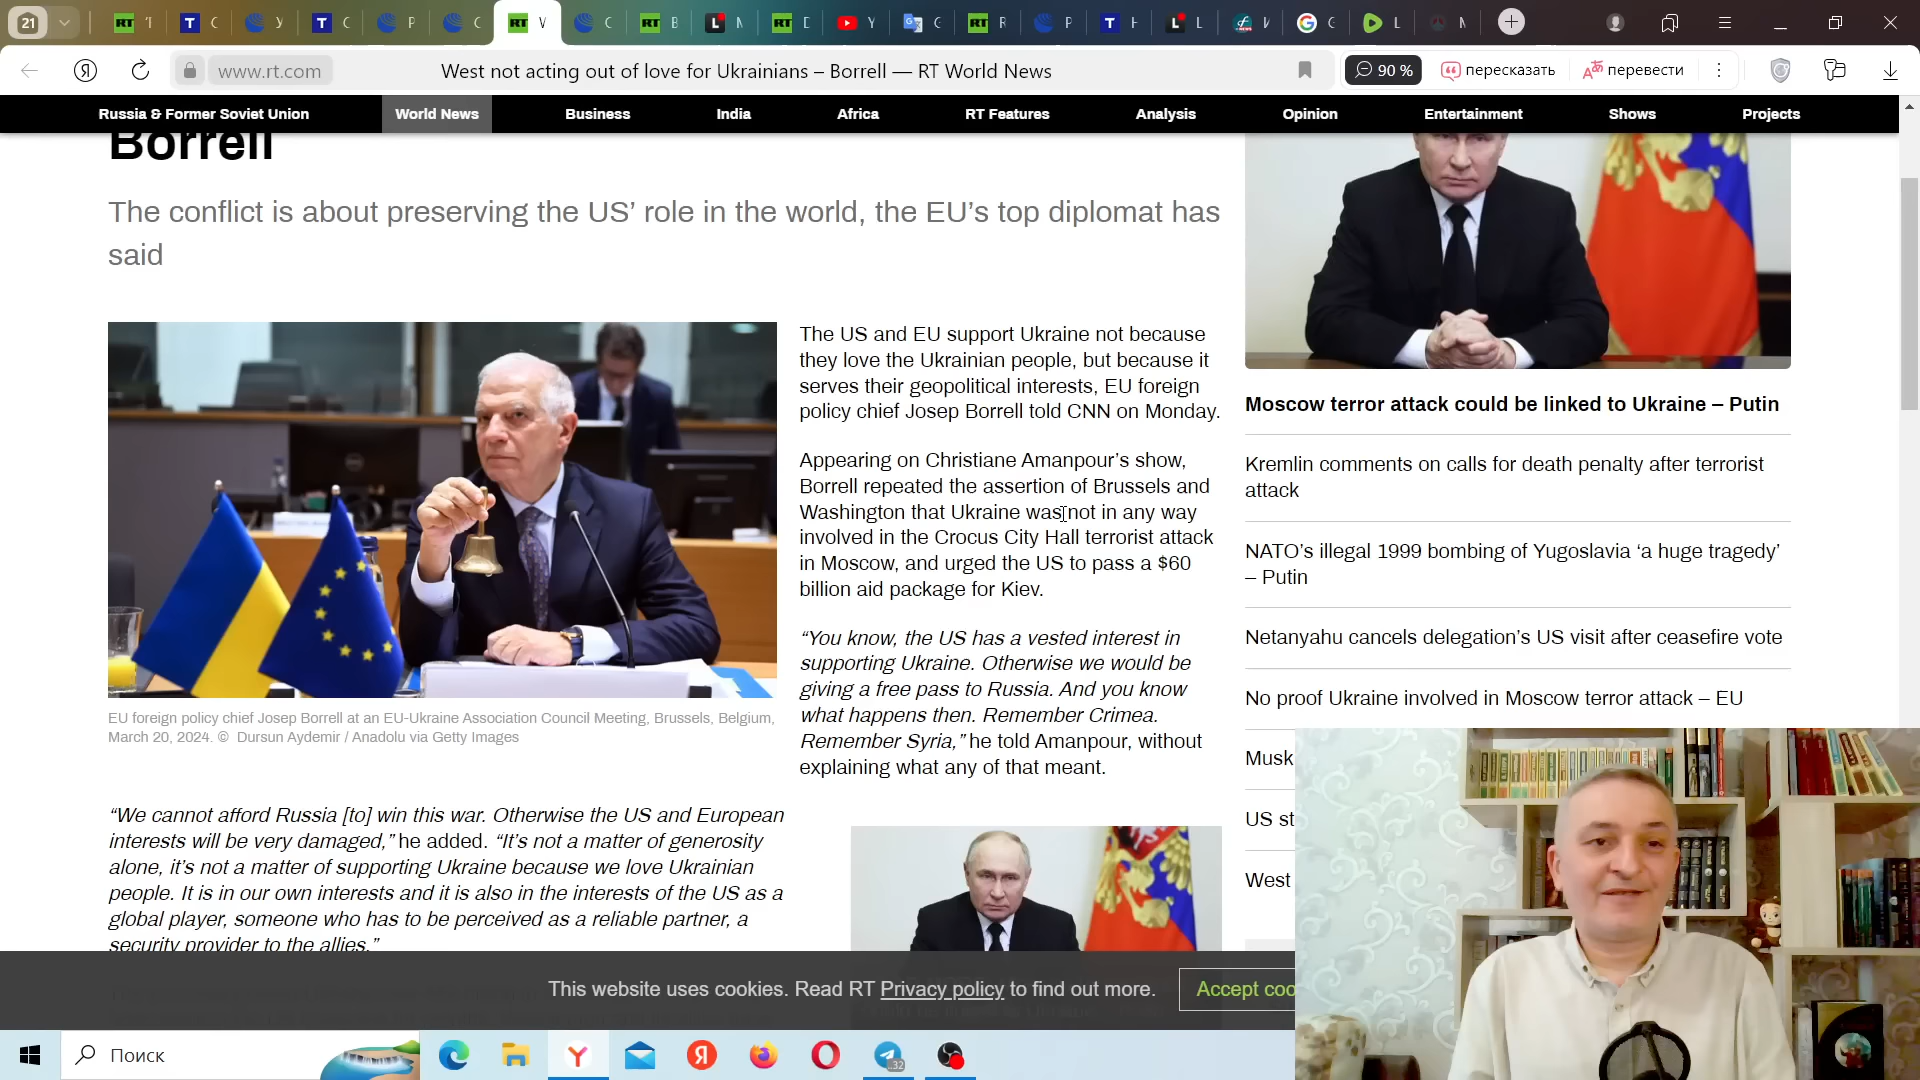 21
T
C
У
C
P
C
W
C
B
N
D
Y
G
R
P
H
L
V
G
L
M
www.rt.com
West not acting out of love for Ukrainians – Borrell — RT World News
90 %
пересказать
перевести
Russia & Former Soviet Union
World News
Business
India
Africa
RT Features
Analysis
Opinion
Entertainment
Shows
Projects
Borrell
The conflict is about preserving the US’ role in the world, the EU’s top diplomat has
said
EU foreign policy chief Josep Borrell at an EU-Ukraine Association Council Meeting, Brussels, Belgium,
March 20, 2024. © Dursun Aydemir / Anadolu via Getty Images
The US and EU support Ukraine not because
they love the Ukrainian people, but because it
serves their geopolitical interests, EU foreign
policy chief Josep Borrell told CNN on Monday.
Appearing on Christiane Amanpour’s show,
Borrell repeated the assertion of Brussels and
Washington that Ukraine was not in any way
involved in the Crocus City Hall terrorist attack
in Moscow, and urged the US to pass a $60
billion aid package for Kiev.
“You know, the US has a vested interest in
supporting Ukraine. Otherwise we would be
giving a free pass to Russia. And you know
what happens then. Remember Crimea.
Remember Syria,” he told Amanpour, without
explaining what any of that meant.
“We cannot afford Russia [to] win this war. Otherwise the US and European
interests will be very damaged,” he added. “It’s not a matter of generosity
alone, it’s not a matter of supporting Ukraine because we love Ukrainian
people. It is in our own interests and it is also in the interests of the US as a
global player, someone who has to be perceived as a reliable partner, a
security provider to the allies.”
Moscow terror attack could be linked to Ukraine – Putin
Kremlin comments on calls for death penalty after terrorist
attack
NATO’s illegal 1999 bombing of Yugoslavia ‘a huge tragedy’
– Putin
Netanyahu cancels delegation’s US visit after ceasefire vote
No proof Ukraine involved in Moscow terror attack – EU
Musk
US st
West
This website uses cookies. Read RT Privacy policy to find out more.
Accept coo
Поиск
32